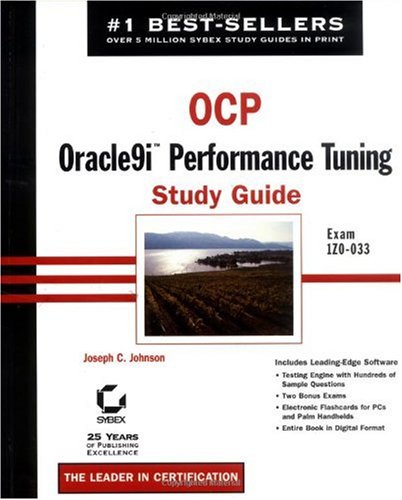 #1 BEST-SELLERS
OVER 5 MILLION SYBEX STUDY GUIDES IN PRINT
OCP
Oracle9i™ Performance Tuning
Study Guide
Exam
1Z0-033
Joseph C. Johnson
SYBEX
25 YEARS
OF PUBLISHING
EXCELLENCE
Includes Leading-Edge Software
• Testing Engine with Hundreds of
Sample Questions
• Two Bonus Exams
• Electronic Flashcards for PCs
and Palm Handhelds
• Entire Book in Digital Format
THE LEADER IN CERTIFICATION